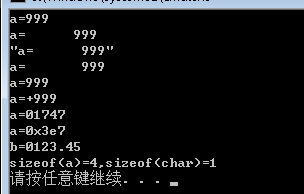 a=999
a=      999
"a=      999"
a=      999
a=999
a=+999
a=01747
a=0x3e7
b=0123.45
sizeof(a)=4,sizeof(char)=1
请按任意键继续. . .